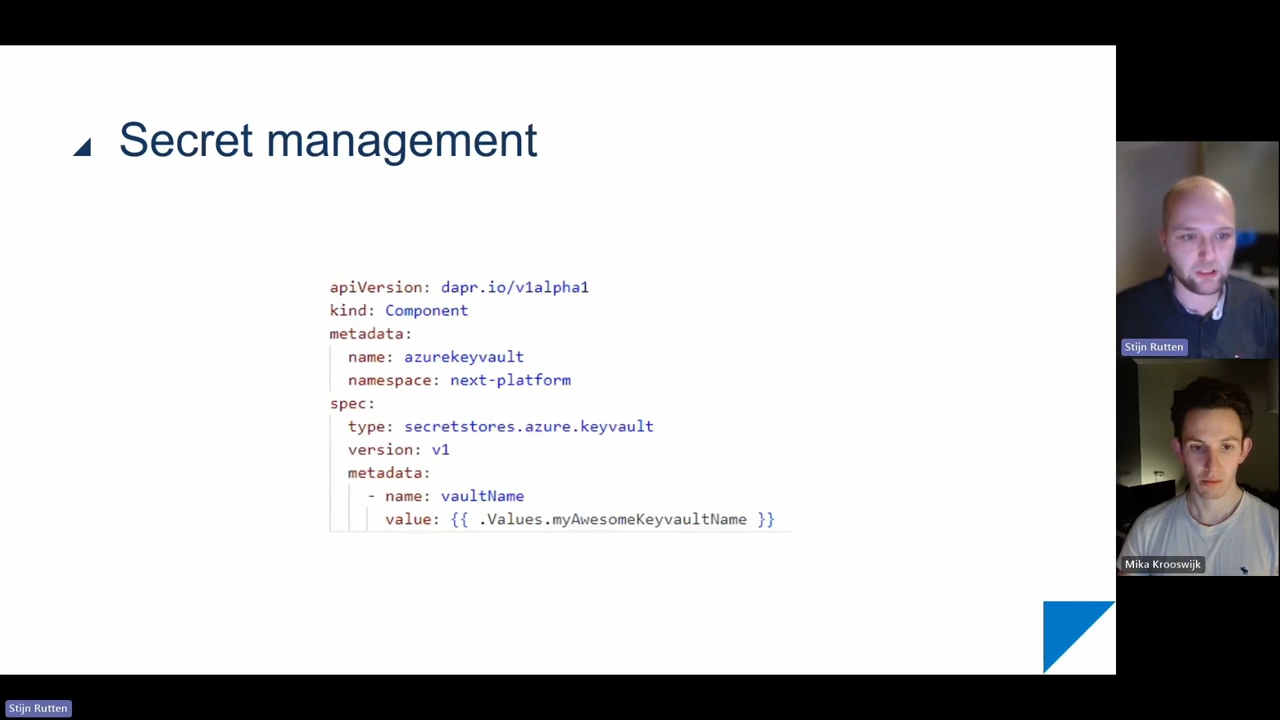 Secret management
apiVersion: dapr.io/v1alpha1
kind: Component
metadata:
name: azurekeyvault
namespace: next-platform
spec:
type: secretstores.azure.keyvault
version: v1
metadata:
- name: vaultName
value: {{ .Values.myAwesomeKeyvaultName }}
Stijn Rutten
Mika Krooswijk
Stijn Rutten